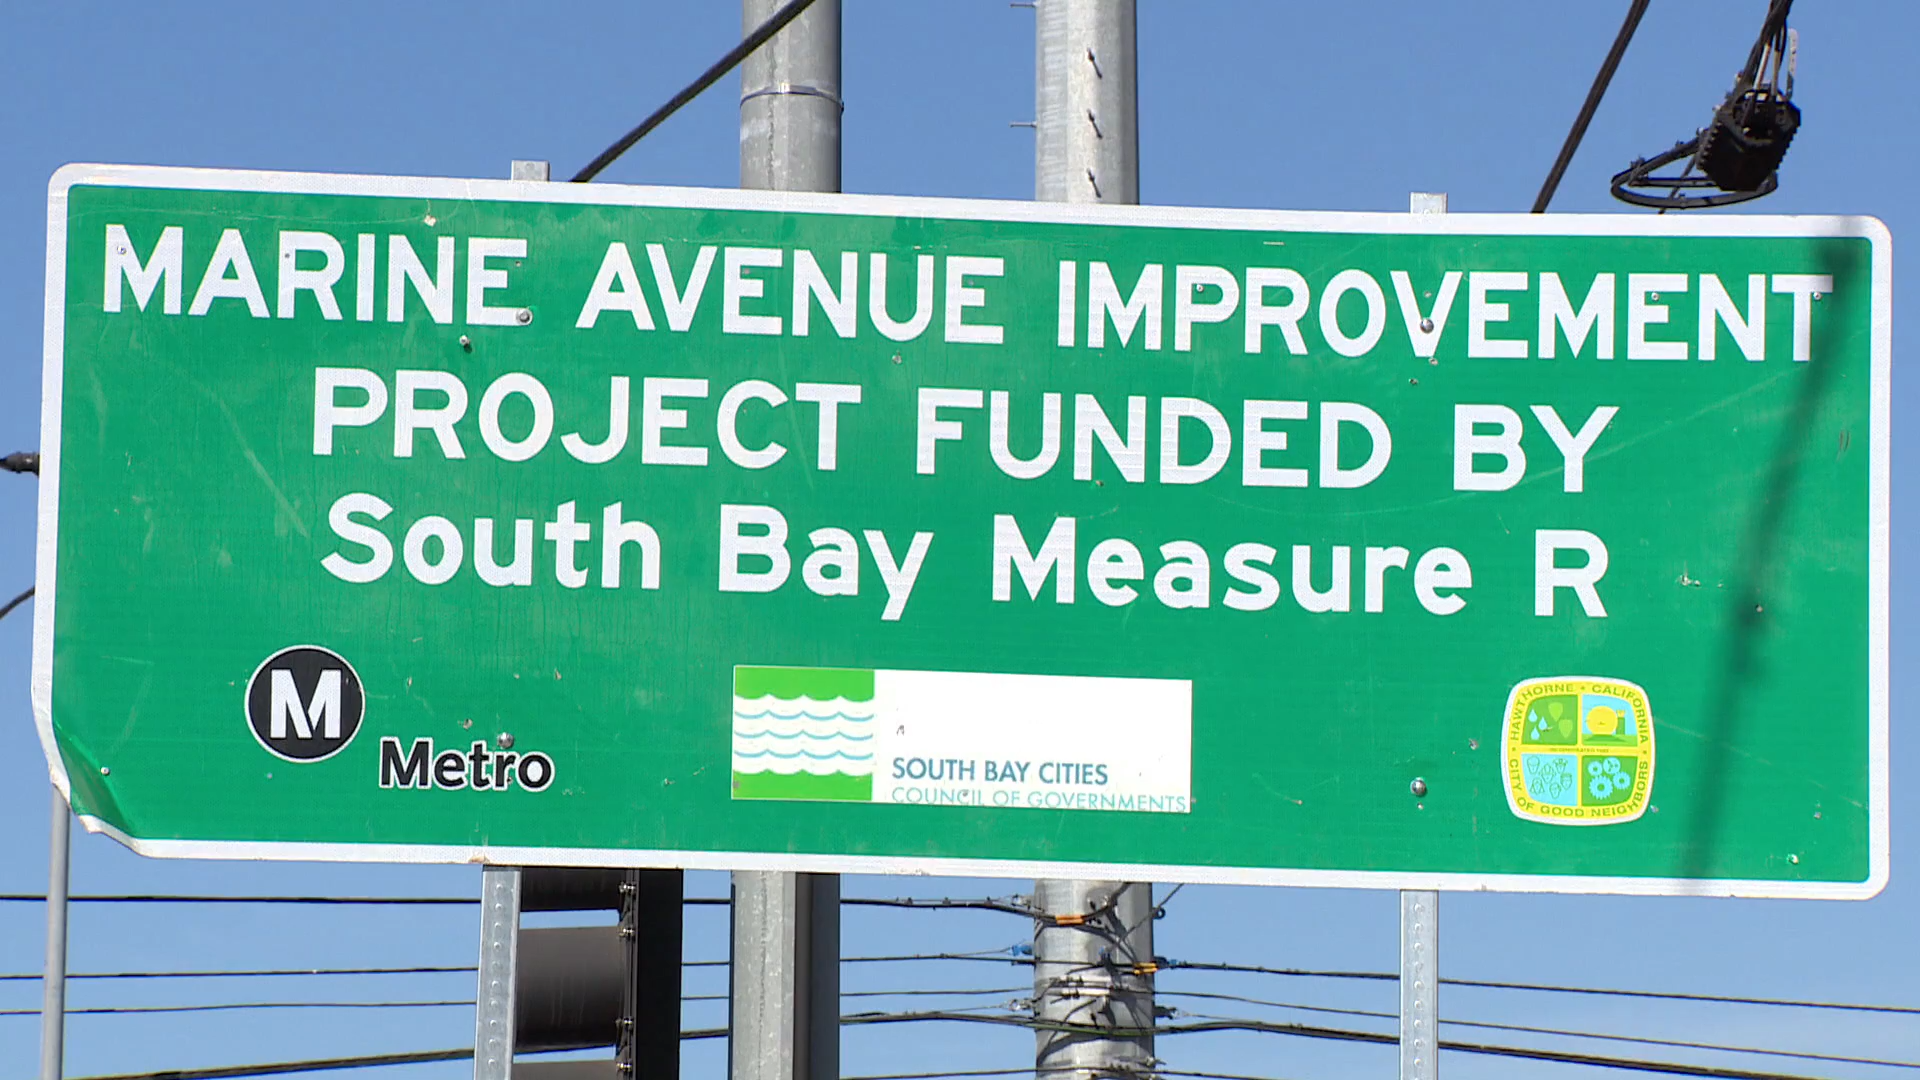 MARINE AVENUE IMPROVEMENT
PROJECT FUNDED BY
South Bay Measure R
M
Metro
SOUTH BAY CITIES
COUNCIL OF GOVERNMENTS
HAWTHORNE • CALIFORNIA
CITY OF GOOD NEIGHBORS